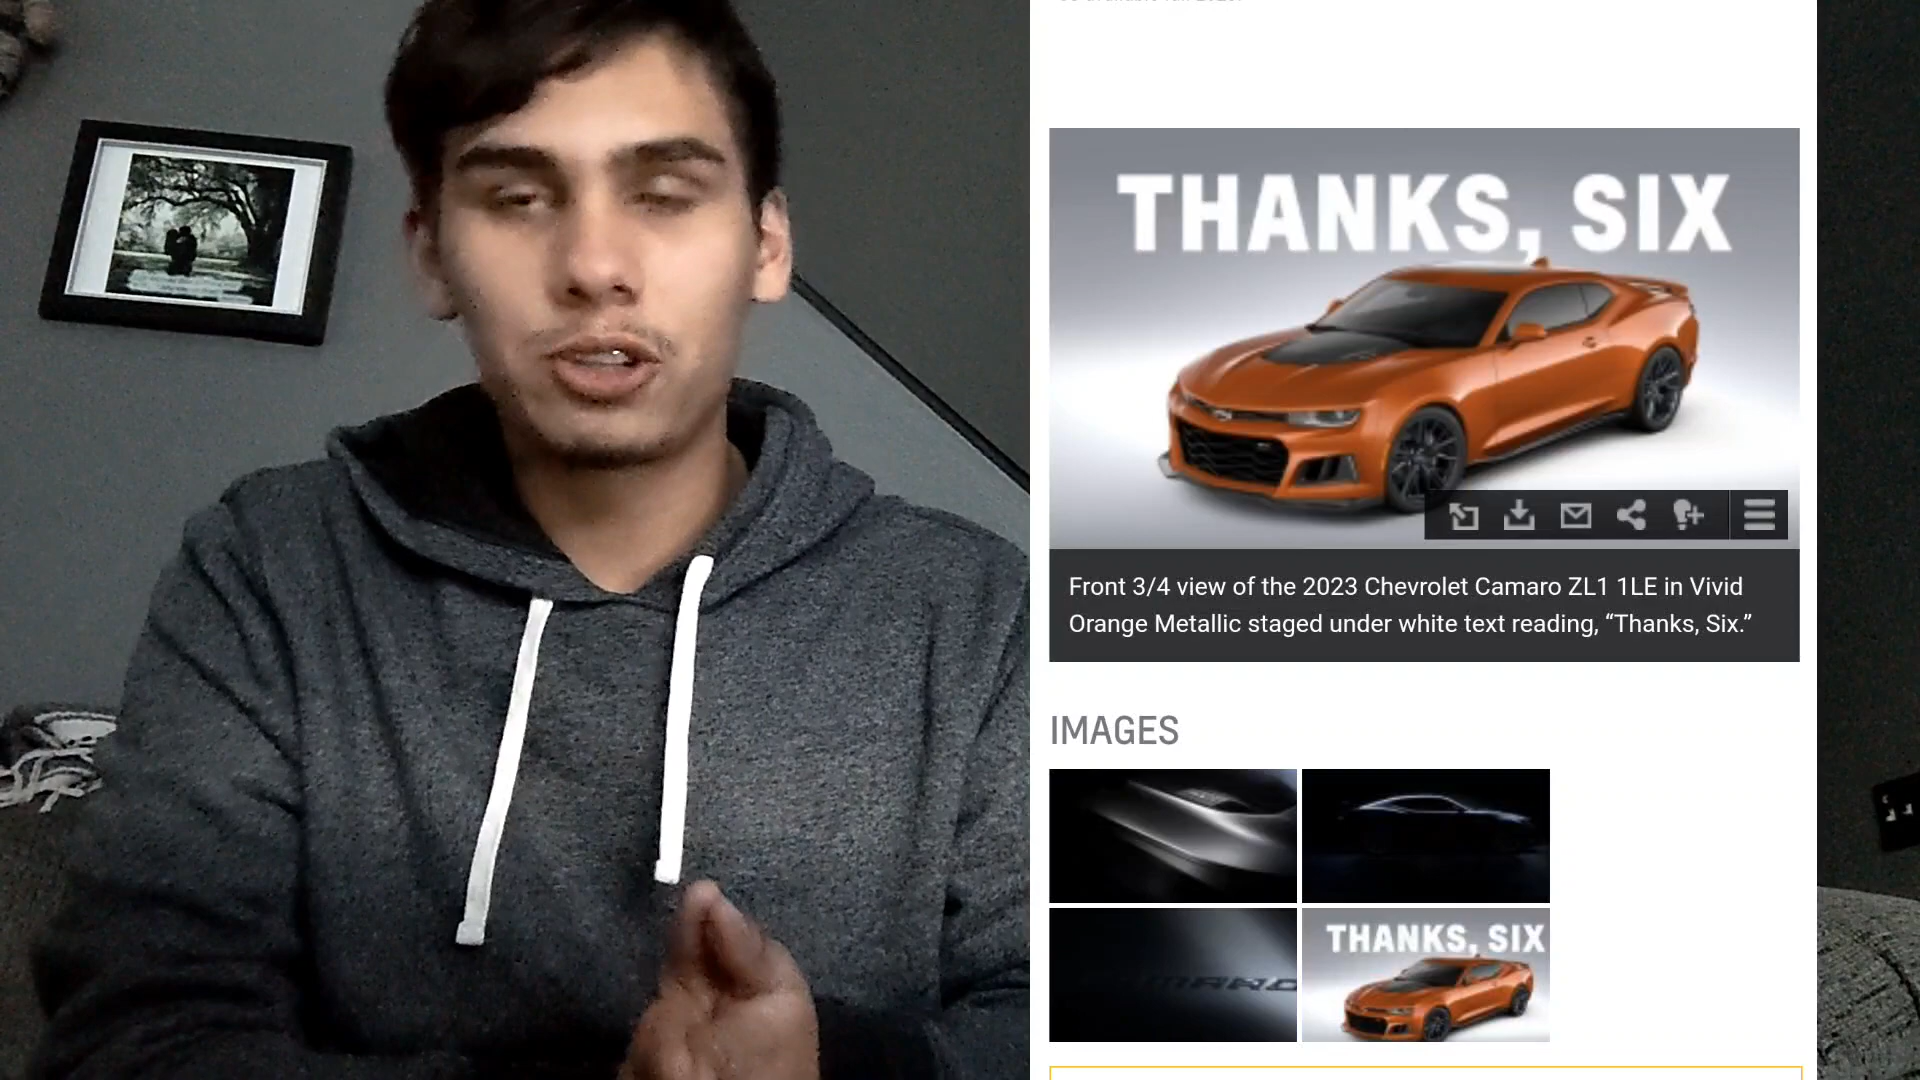 THANKS, SIX
Front 3/4 view of the 2023 Chevrolet Camaro ZL1 1LE in Vivid
Orange Metallic staged under white text reading, “Thanks, Six.”
IMAGES
THANKS, SIX